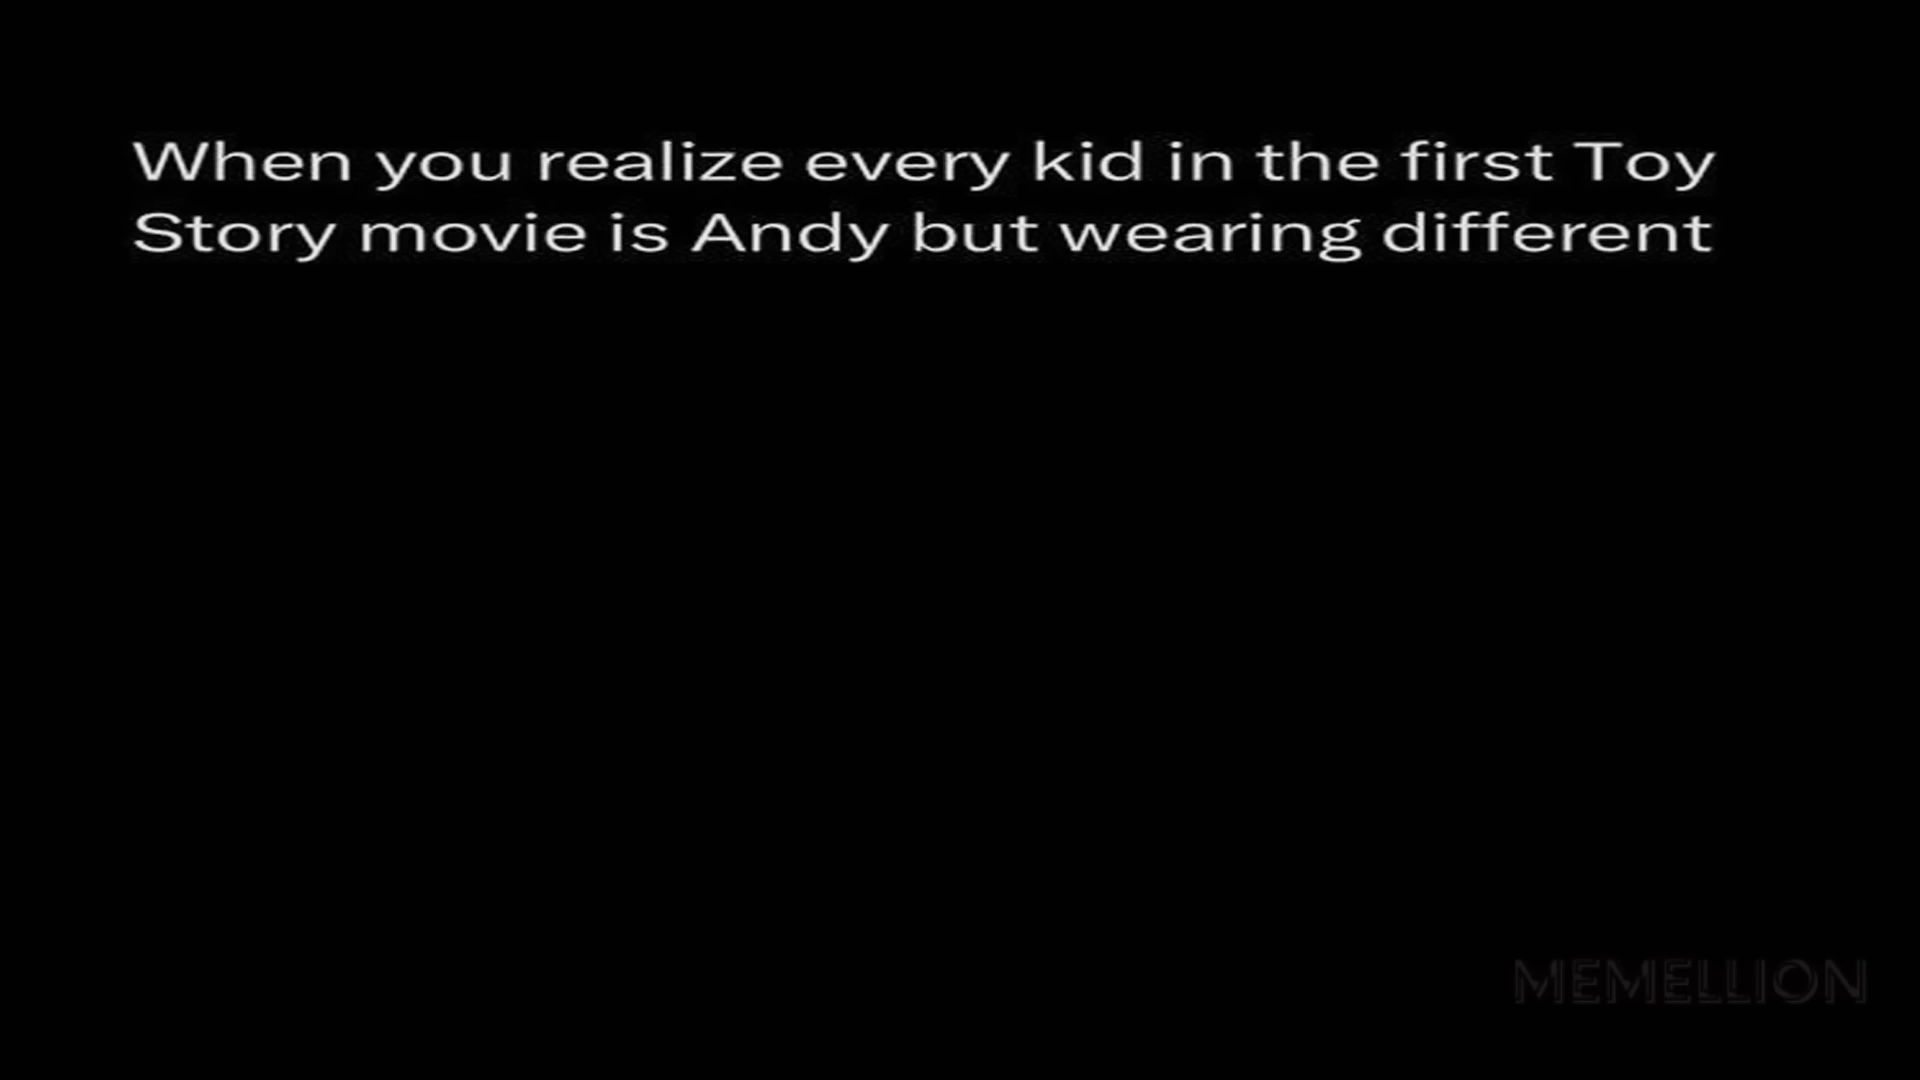 When you realize every kid in the first Toy
Story movie is Andy but wearing different
MEMELLION